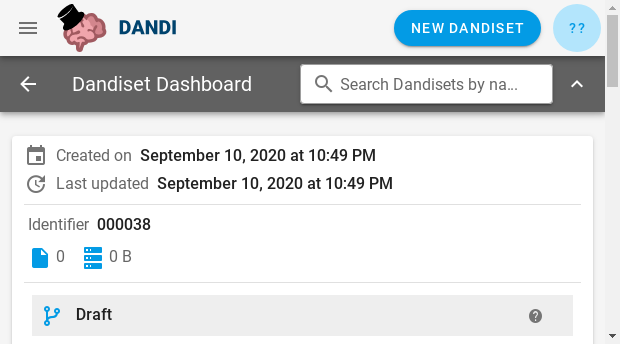 DANDI
NEW DANDISET
??
Dandiset Dashboard
Search Dandisets by na...
Created on September 10, 2020 at 10:49 PM
Last updated September 10, 2020 at 10:49 PM
Identifier 000038
0 0 B
Draft
?